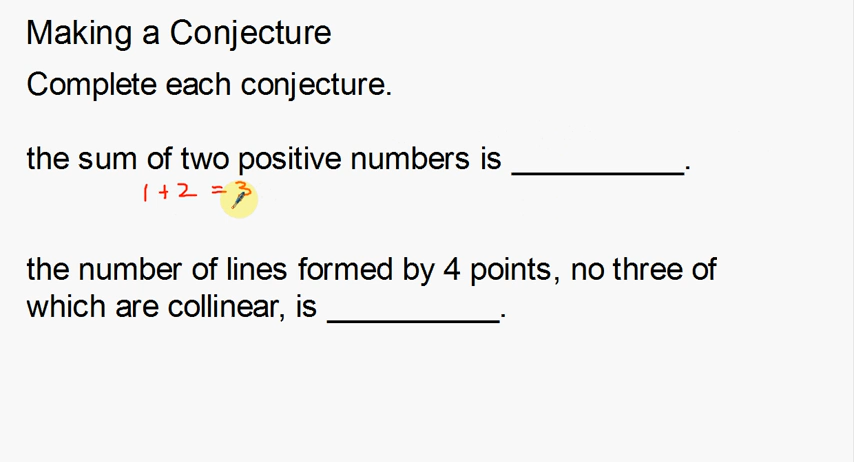 Making a Conjecture
Complete each conjecture.
the sum of two positive numbers is __________.
1 + 2 = 3
the number of lines formed by 4 points, no three of
which are collinear, is __________.